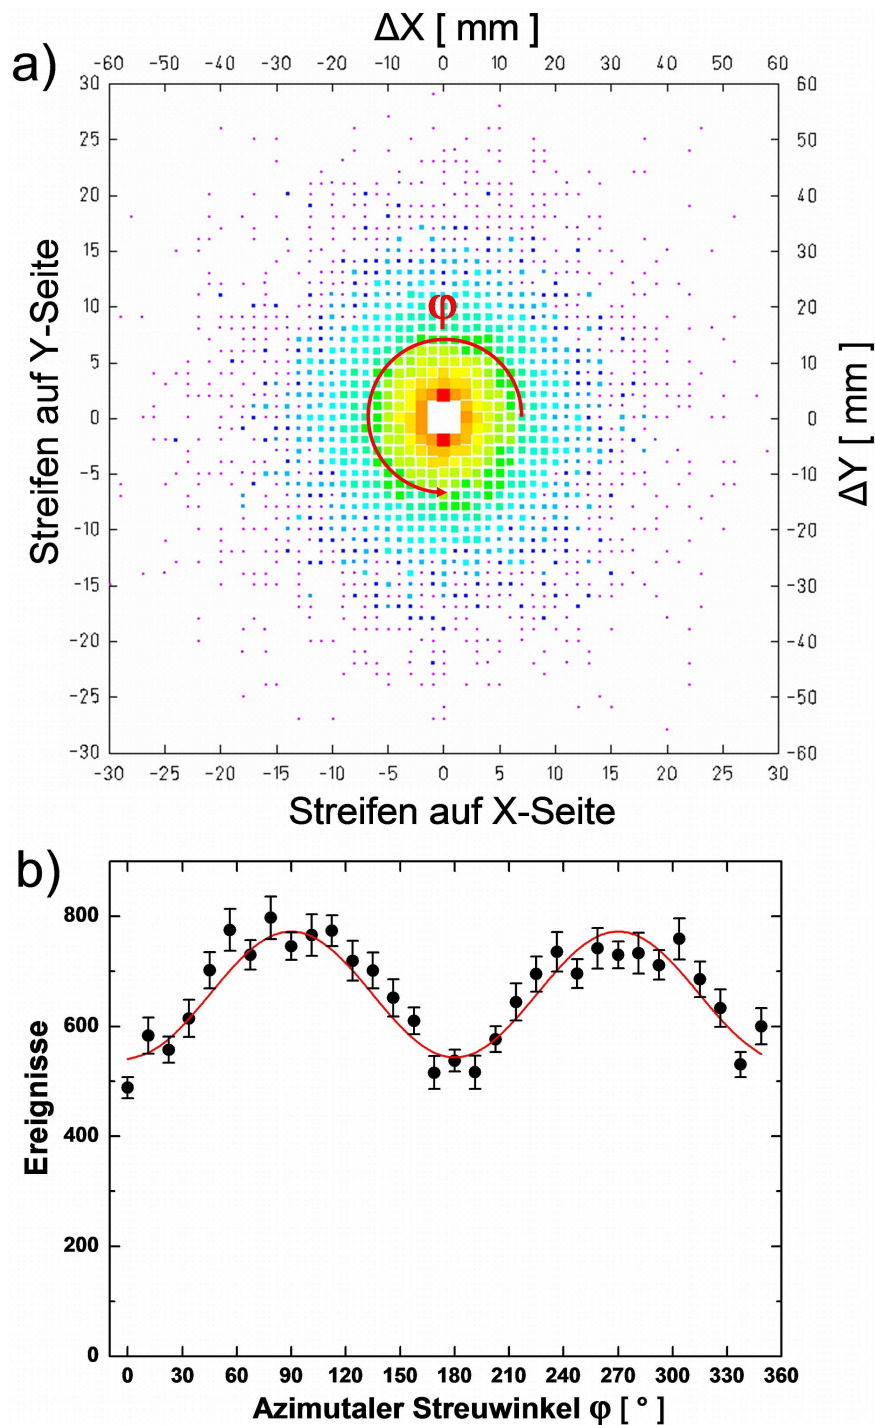 ΔX [ mm ]
a)
-60 -50 -40 -30 -20 -10 0 10 20 30 40 50 60
30 60
25 50
20 40
15 30
10 20
φ
5 10
0 0
-5 -10
-10 -20
-15 -30
-20 -40
-25 -50
-30 -60
Streifen auf Y-Seite
ΔY [ mm ]
-30 -25 -20 -15 -10 -5 0 5 10 15 20 25 30
Streifen auf X-Seite
b)
800
600
400
200
0
Ereignisse
0 30 60 90 120 150 180 210 240 270 300 330 360
Azimutaler Streuwinkel φ [ ° ]